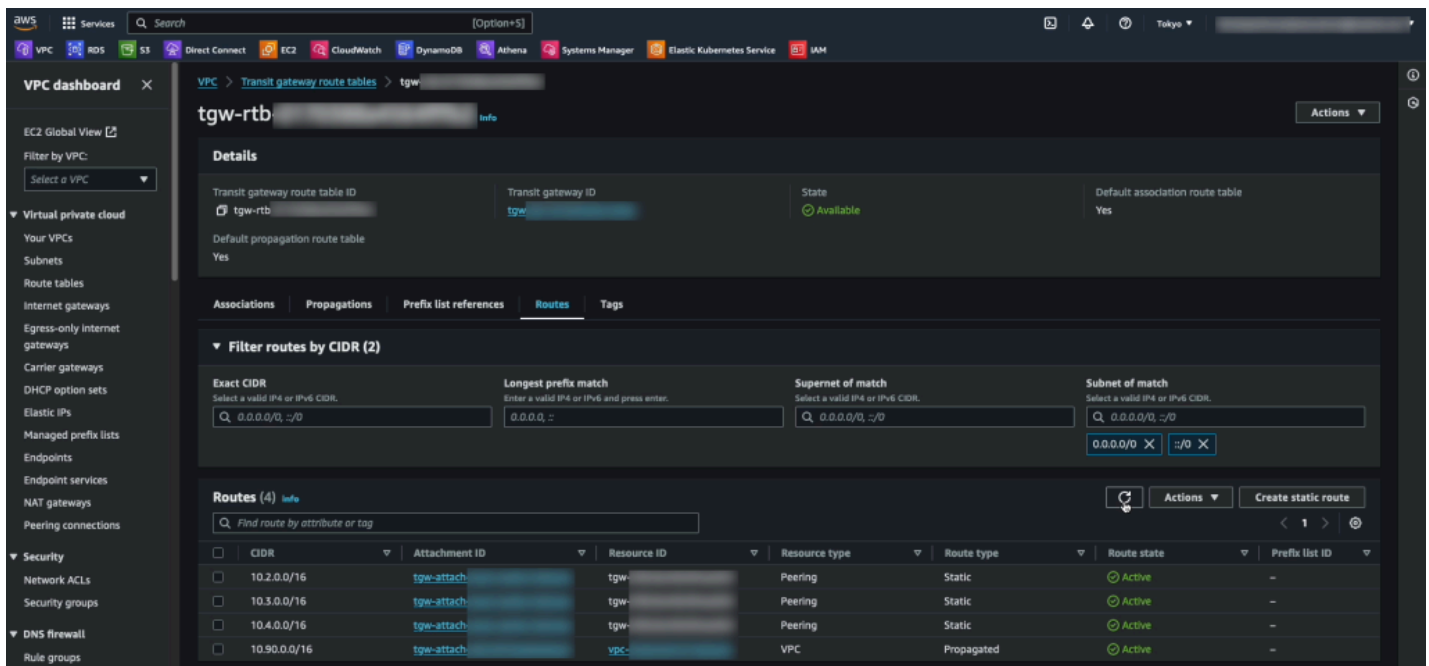 aws Services Search [Option+S] Tokyo
VPC RDS S3 Direct Connect EC2 CloudWatch DynamoDB Athena Systems Manager Elastic Kubernetes Service IAM
VPC dashboard
EC2 Global View
Filter by VPC:
Select a VPC
Virtual private cloud
Your VPCs
Subnets
Route tables
Internet gateways
Egress-only internet
gateways
Carrier gateways
DHCP option sets
Elastic IPs
Managed prefix lists
Endpoints
Endpoint services
NAT gateways
Peering connections
Security
Network ACLs
Security groups
DNS firewall
Rule groups
VPC > Transit gateway route tables > tgw-
tgw-rtb- Info
Actions
Details
Transit gateway route table ID
tgw-rtb
Transit gateway ID
tgw
State
Available
Default association route table
Yes
Default propagation route table
Yes
Associations Propagations Prefix list references Routes Tags
Filter routes by CIDR (2)
Exact CIDR
Select a valid IP4 or IPv6 CIDR.
0.0.0.0/0, ::/0
Longest prefix match
Enter a valid IP4 or IPv6 and press enter.
0.0.0.0, ::
Supernet of match
Select a valid IP4 or IPv6 CIDR.
0.0.0.0/0, ::/0
Subnet of match
Select a valid IP4 or IPv6 CIDR.
0.0.0.0/0, ::/0
0.0.0.0/0 ::/0
Routes (4) Info
Actions Create static route
Find route by attribute or tag
1
CIDR Attachment ID Resource ID Resource type Route type Route state Prefix list ID
10.2.0.0/16 tgw-attach- tgw- Peering Static Active –
10.3.0.0/16 tgw-attach- tgw- Peering Static Active –
10.4.0.0/16 tgw-attach- tgw- Peering Static Active –
10.90.0.0/16 tgw-attach- vpc- VPC Propagated Active –